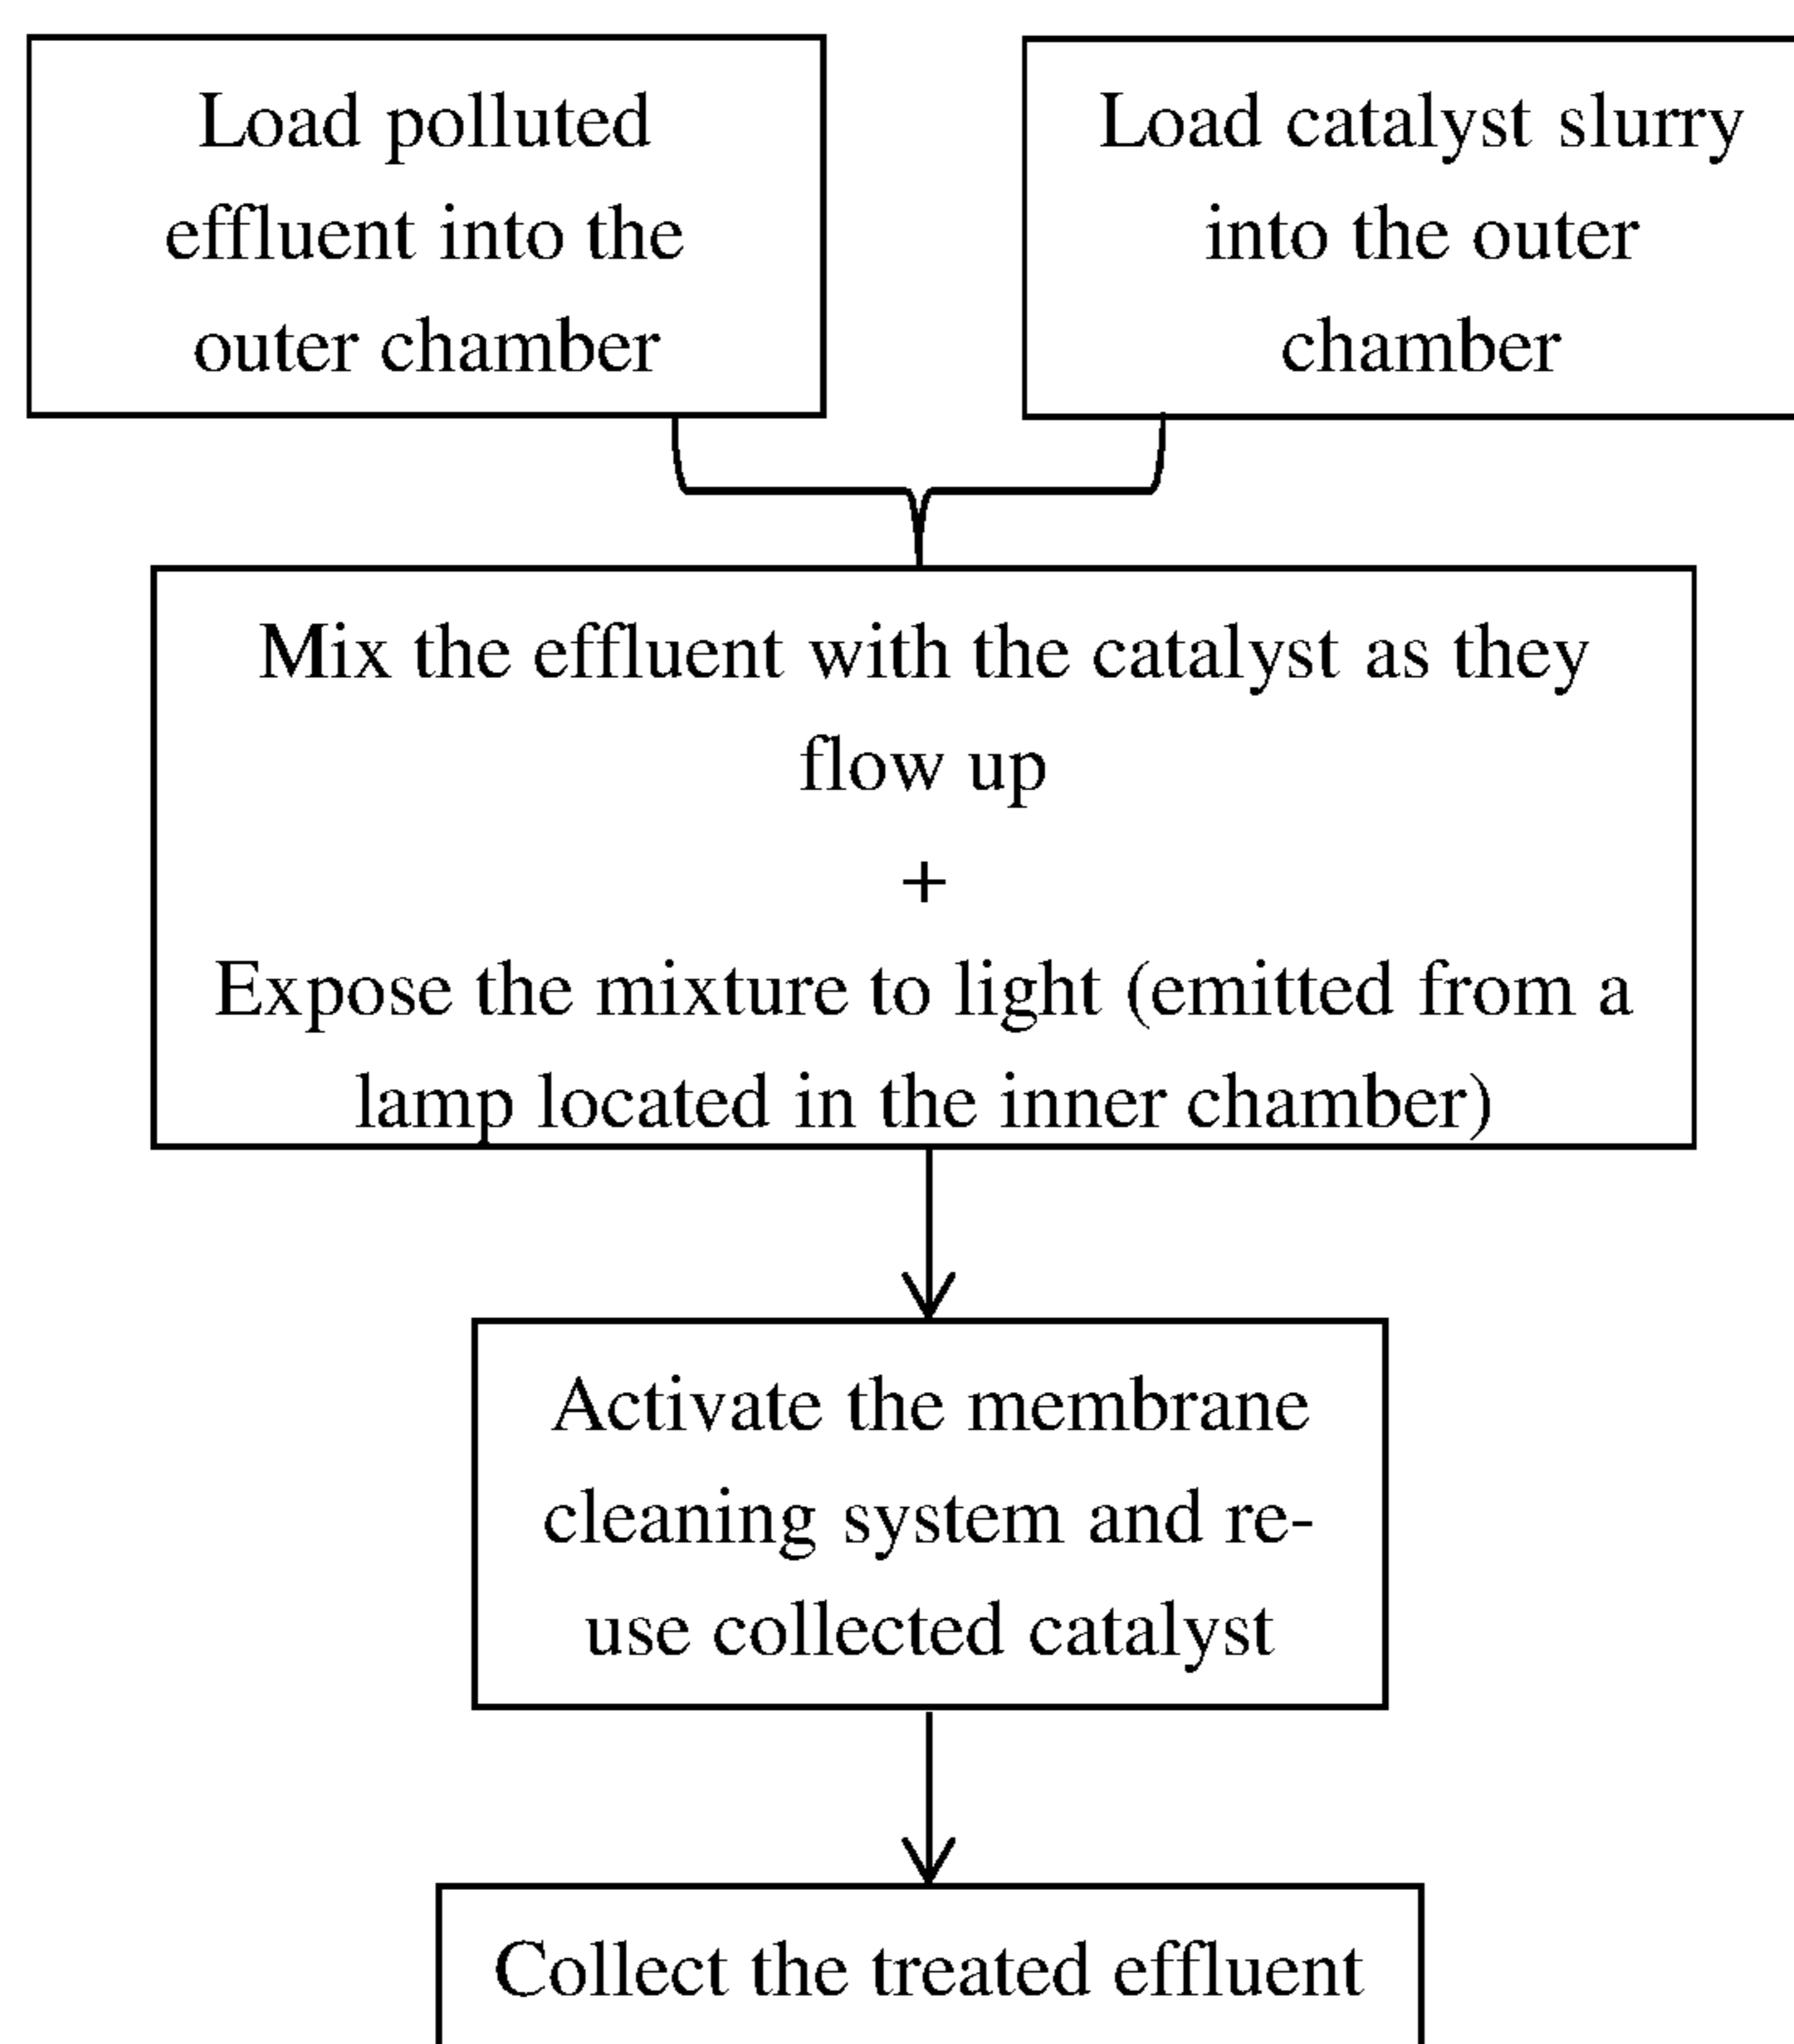 Load polluted
effluent into the
outer chamber
Load catalyst slurry
into the outer
chamber
Mix the effluent with the catalyst as they
flow up
+
Expose the mixture to light (emitted from a
lamp located in the inner chamber)
Activate the membrane
cleaning system and re-
use collected catalyst
Collect the treated effluent